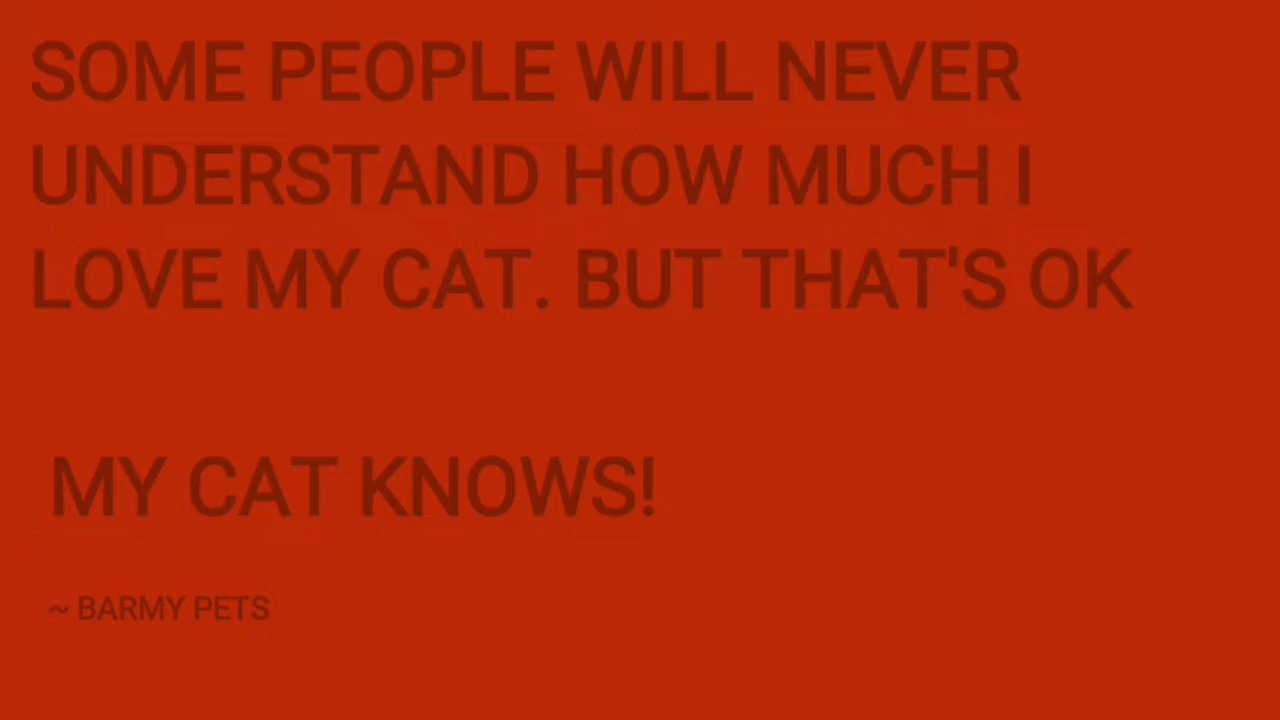 SOME PEOPLE WILL NEVER
UNDERSTAND HOW MUCH I
LOVE MY CAT. BUT THAT'S OK
MY CAT KNOWS!
~ BARMY PETS